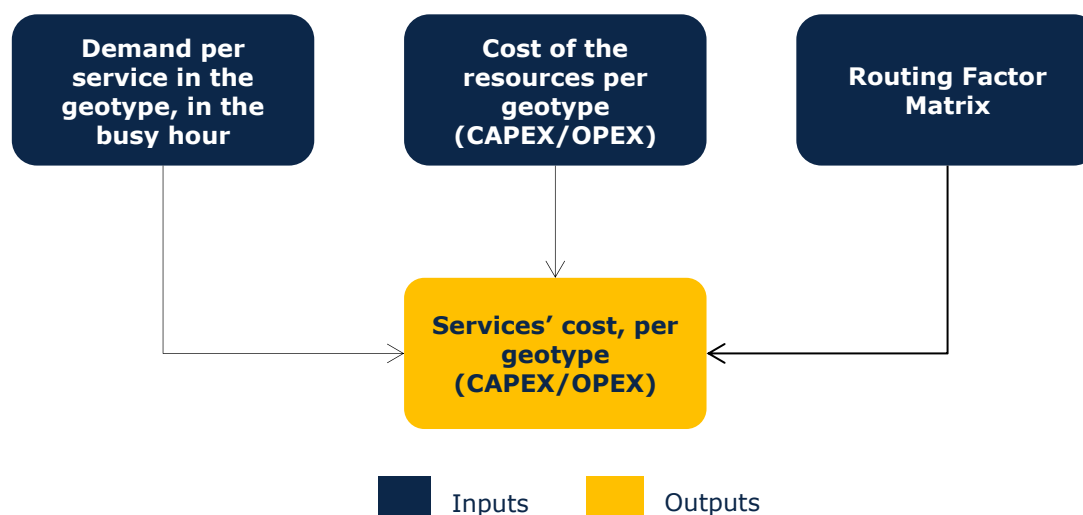 Demand per
service in the
geotype, in the
busy hour
Cost of the
resources per
geotype
(CAPEX/OPEX)
Routing Factor
Matrix
Services’ cost, per
geotype
(CAPEX/OPEX)
Inputs
Outputs